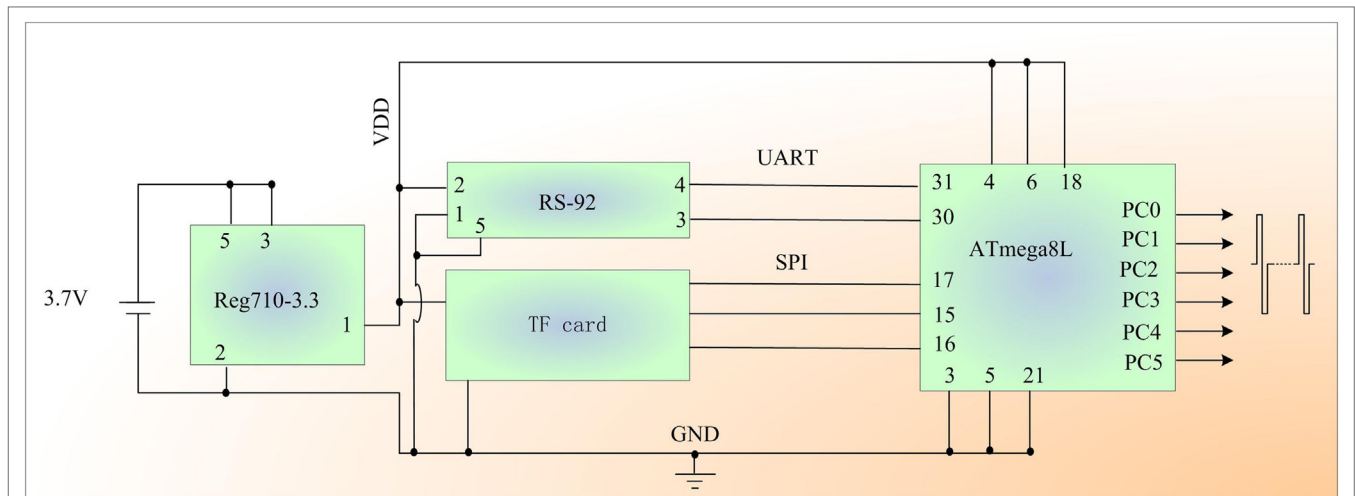 VDD
3.7V
5 3
Reg710-3.3
1
2
2 4
RS-92
1 5 3
UART
SPI
TF card
GND
31 4 6 18
30
ATmega8L
17
15
16
3 5 21
PC0
PC1
PC2
PC3
PC4
PC5